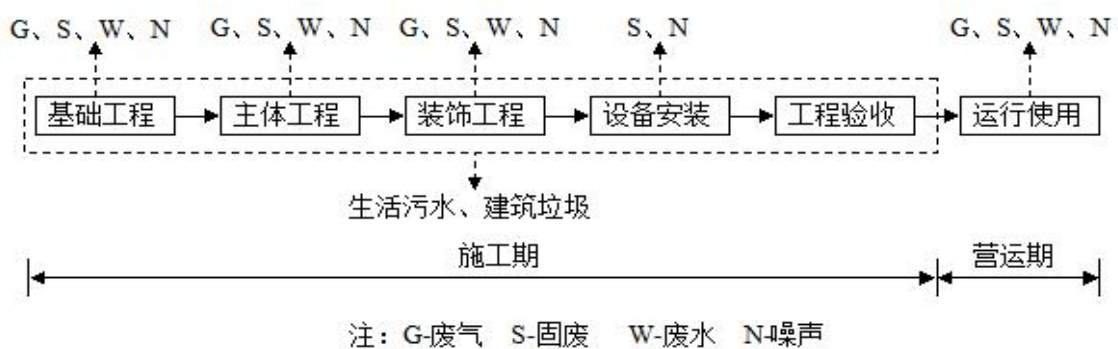 G、S、W、N G、S、W、N G、S、W、N S、N G、S、W、N
基础工程 主体工程 装饰工程 设备安装 工程验收 运行使用
生活污水、建筑垃圾
施工期 营运期
注：G-废气 S-固废 W-废水 N-噪声